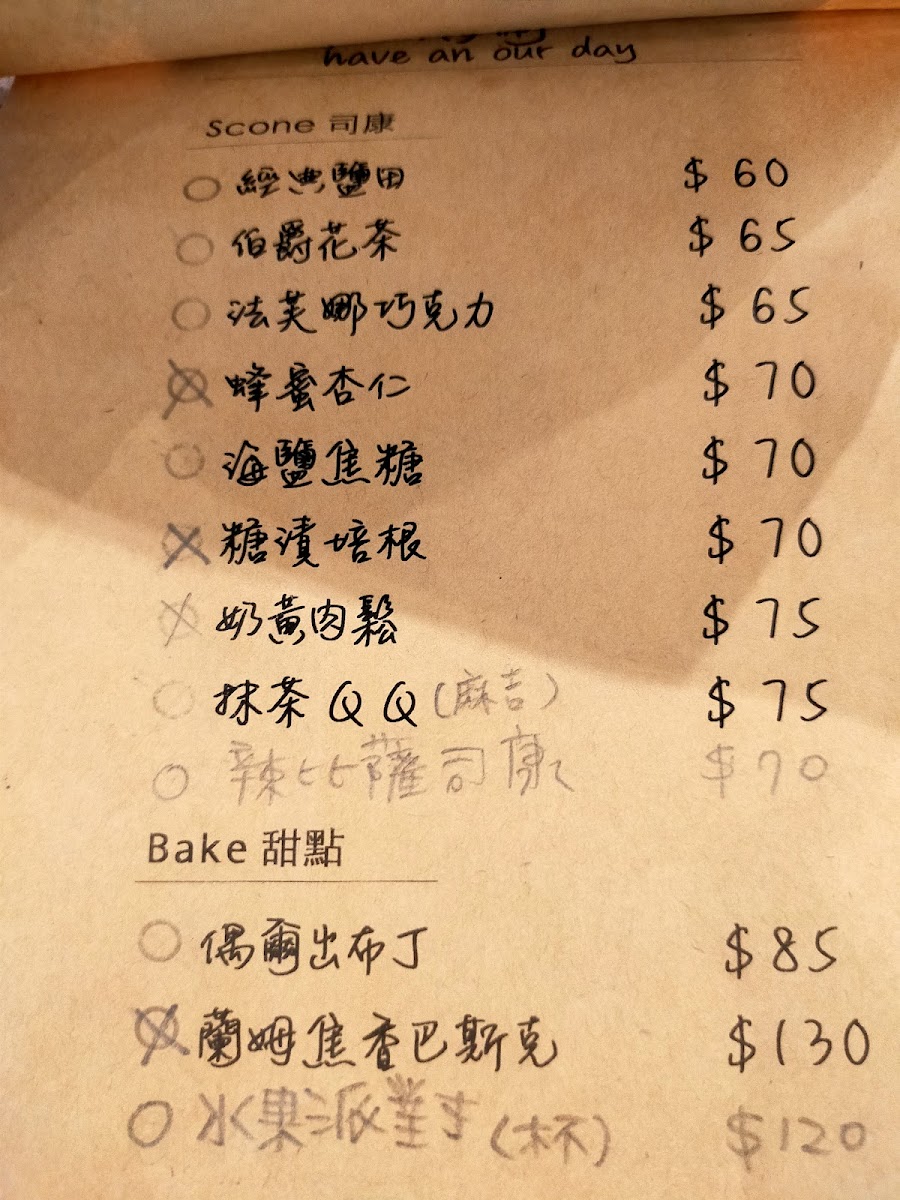 have an our day
Scone 司康
經典鹽田 $ 60
伯爵花茶 $ 65
法芙娜巧克力 $ 65
蜂蜜杏仁 $ 70
海鹽焦糖 $ 70
糖漬培根 $ 70
奶黃肉鬆 $ 75
抹茶QQ(麻吉) $ 75
辣比薩司康 $70
Bake 甜點
偶爾出布丁 $85
蘭姆焦香巴斯克 $130
水果派對 (杯) $120